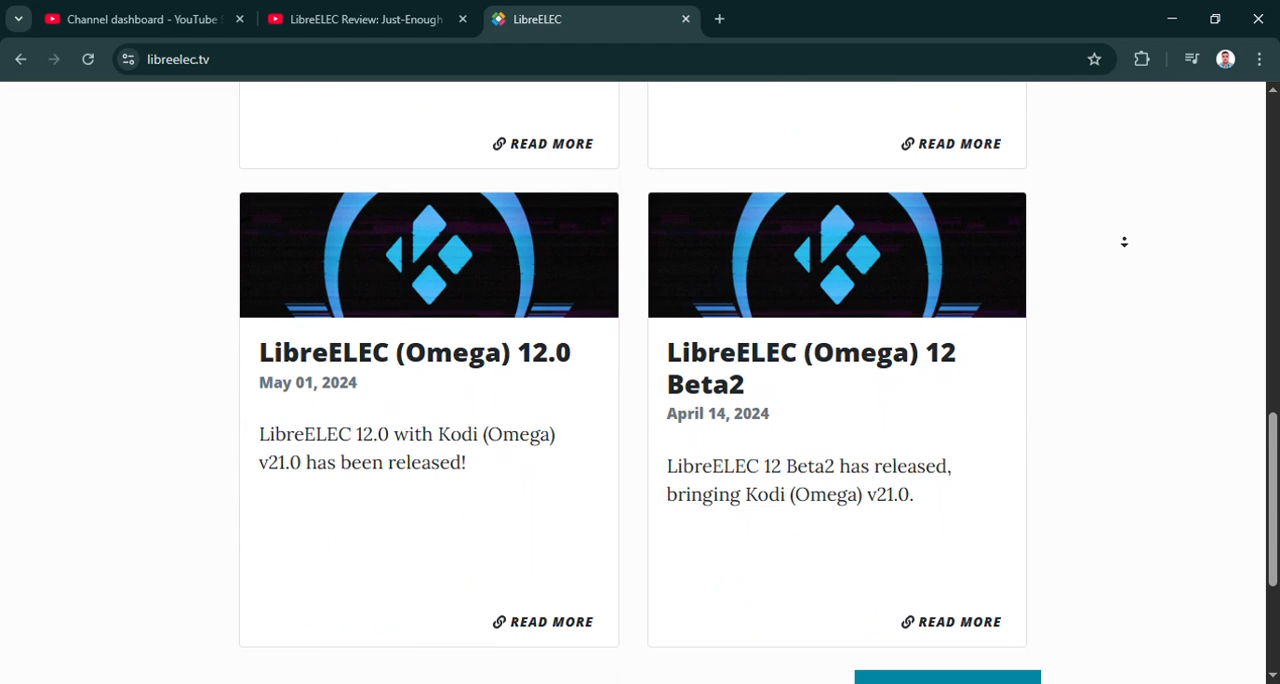 Channel dashboard - YouTube
LibreELEC Review: Just-Enough
LibreELEC
libreelec.tv
READ MORE
READ MORE
LibreELEC (Omega) 12.0
May 01, 2024
LibreELEC 12.0 with Kodi (Omega)
v21.0 has been released!
READ MORE
LibreELEC (Omega) 12
Beta2
April 14, 2024
LibreELEC 12 Beta2 has released,
bringing Kodi (Omega) v21.0.
READ MORE